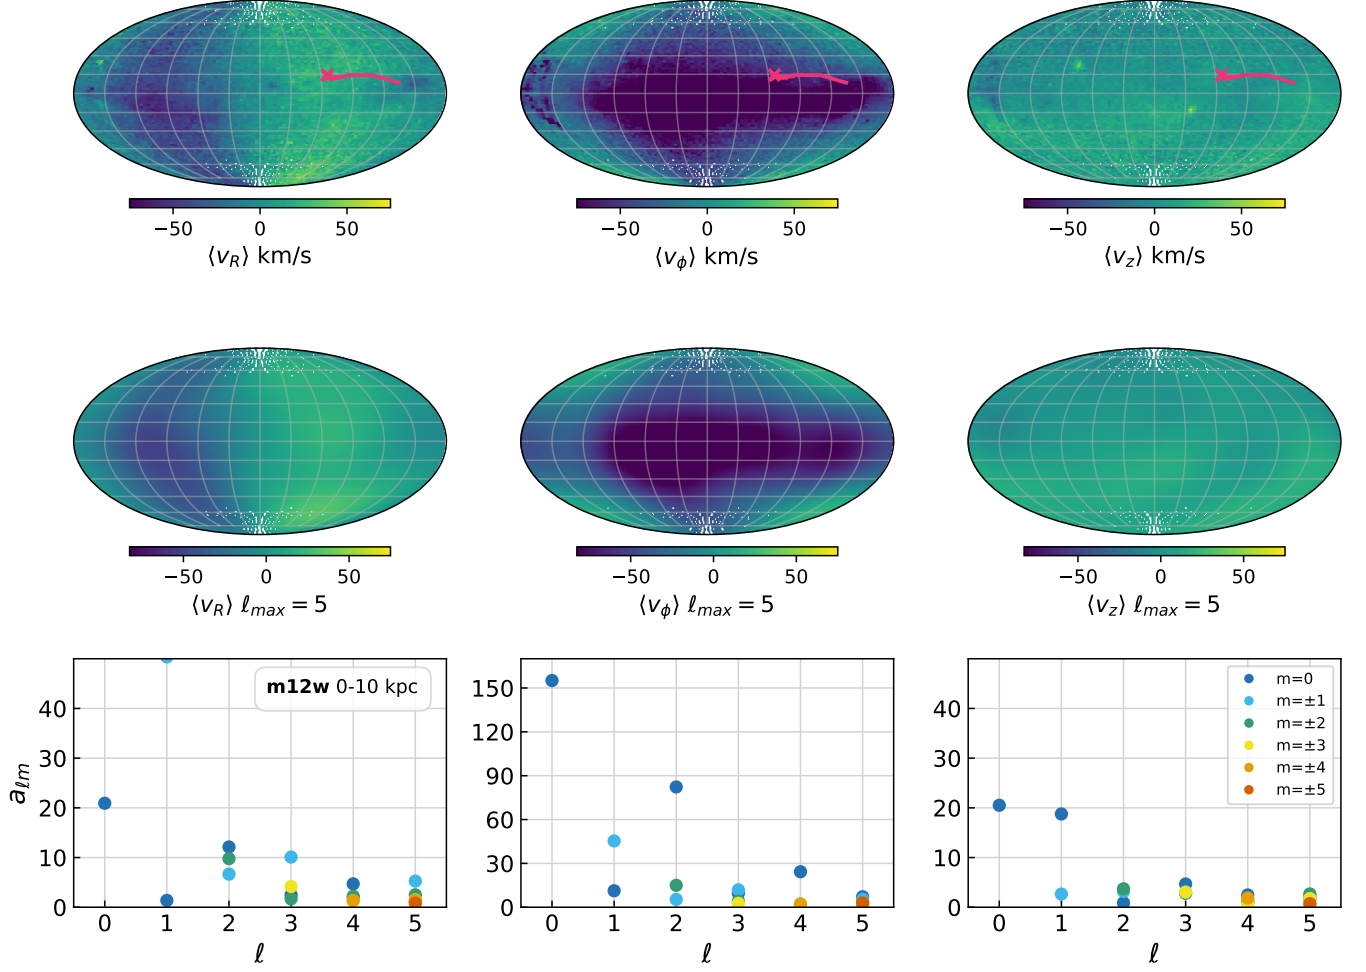 −50 0 50 −50 0 50 −50 0 50
⟨v_R⟩ km/s ⟨v_ϕ⟩ km/s ⟨v_z⟩ km/s
−50 0 50 −50 0 50 −50 0 50
⟨v_R⟩ ℓ_max = 5 ⟨v_ϕ⟩ ℓ_max = 5 ⟨v_z⟩ ℓ_max = 5
a_ℓm
40
30
20
10
0
m12w 0-10 kpc
0 1 2 3 4 5
ℓ
150
120
90
60
30
0
0 1 2 3 4 5
ℓ
40
30
20
10
0
m=0
m=±1
m=±2
m=±3
m=±4
m=±5
0 1 2 3 4 5
ℓ